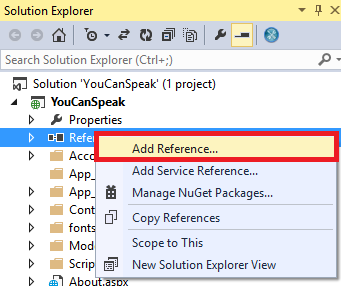 Solution Explorer
Search Solution Explorer (Ctrl+;)
Solution 'YouCanSpeak' (1 project)
YouCanSpeak
Properties
Refe
Add Reference...
Acco
Add Service Reference...
App_
Manage NuGet Packages...
App_
Cont
Copy References
fonts
Mode
Scope to This
Scrip
New Solution Explorer View
About.aspx